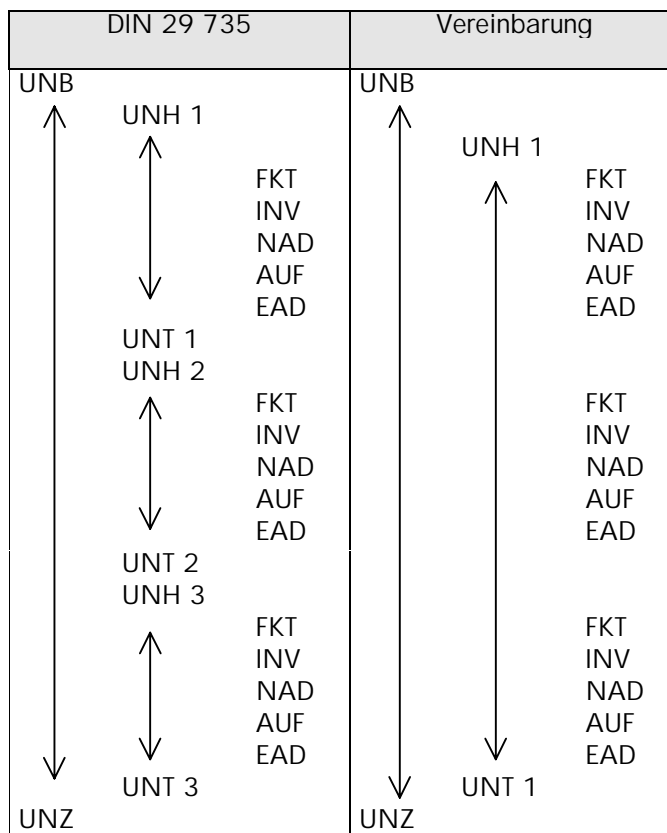 DIN 29 735 Vereinbarung
UNB UNB
UNH 1
UNH 1
FKT FKT
INV INV
NAD NAD
AUF AUF
EAD EAD
UNT 1
UNH 2
FKT FKT
INV INV
NAD NAD
AUF AUF
EAD EAD
UNT 2
UNH 3
FKT FKT
INV INV
NAD NAD
AUF AUF
EAD EAD
UNT 3 UNT 1
UNZ UNZ